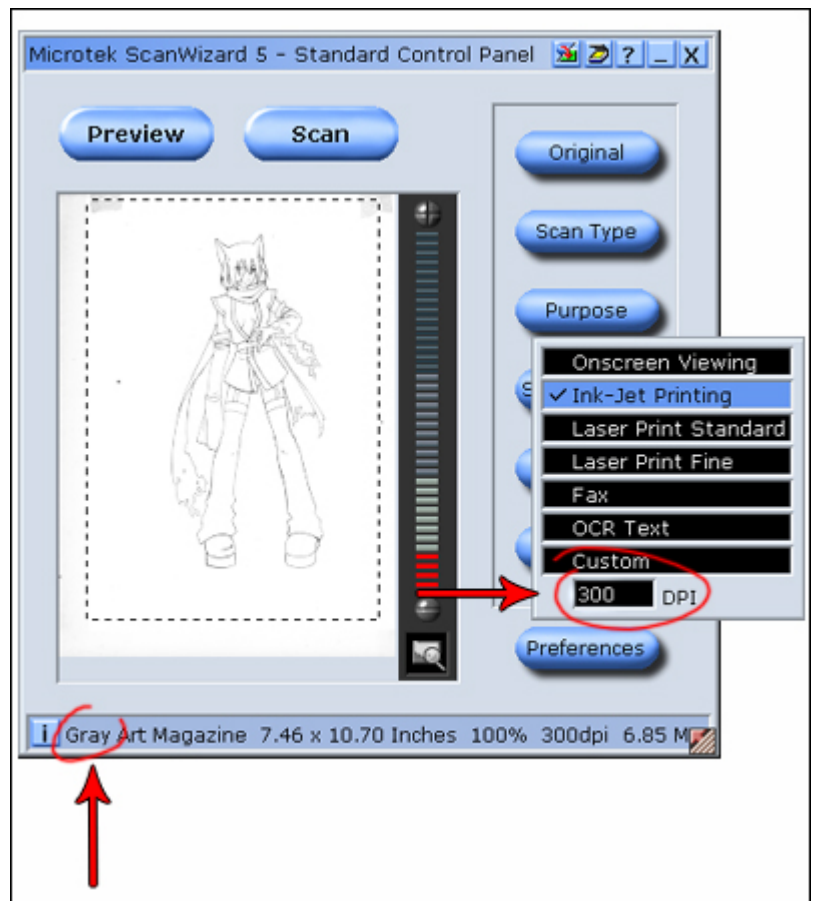 Microtek ScanWizard 5 - Standard Control Panel ? _ X
Preview Scan
Original
Scan Type
Purpose
Onscreen Viewing
✓ Ink-Jet Printing
Laser Print Standard
Laser Print Fine
Fax
OCR Text
Custom
300 DPI
Preferences
i Gray Art Magazine 7.46 x 10.70 Inches 100% 300dpi 6.85 M